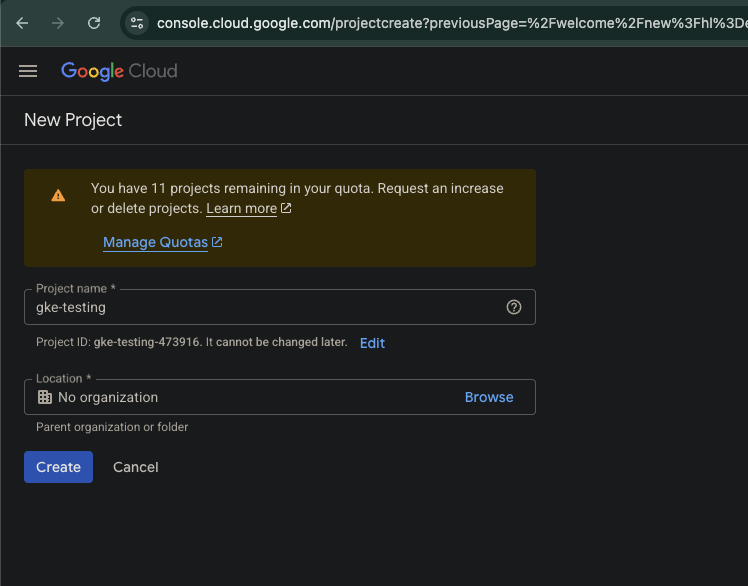 console.cloud.google.com/projectcreate?previousPage=%2Fwelcome%2Fnew%3Fhl%3De
Google Cloud
New Project
You have 11 projects remaining in your quota. Request an increase
or delete projects. Learn more
Manage Quotas
Project name *
gke-testing
Project ID: gke-testing-473916. It cannot be changed later. Edit
Location *
No organization Browse
Parent organization or folder
Create Cancel